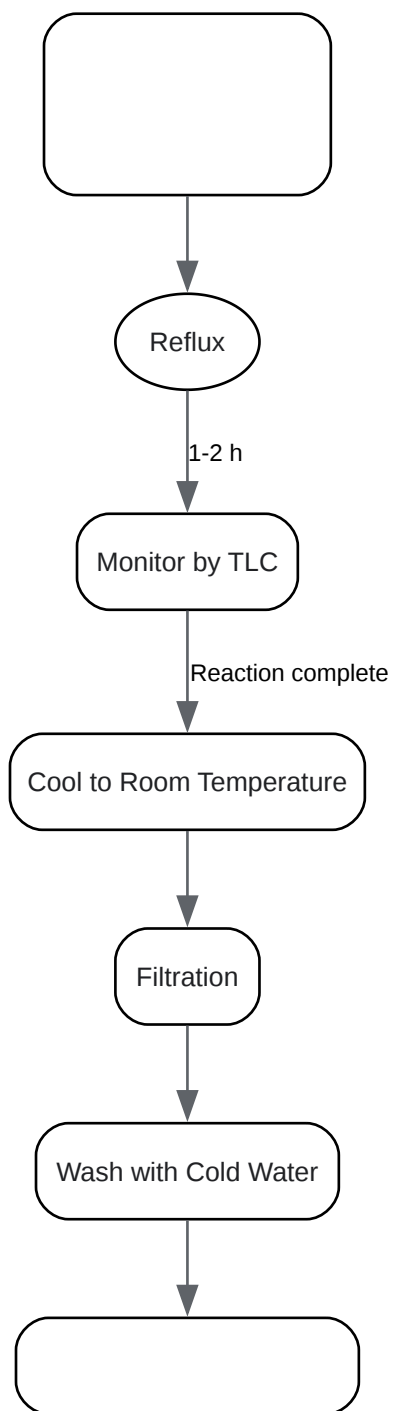 Reflux
1-2 h
Monitor by TLC
Reaction complete
Cool to Room Temperature
Filtration
Wash with Cold Water